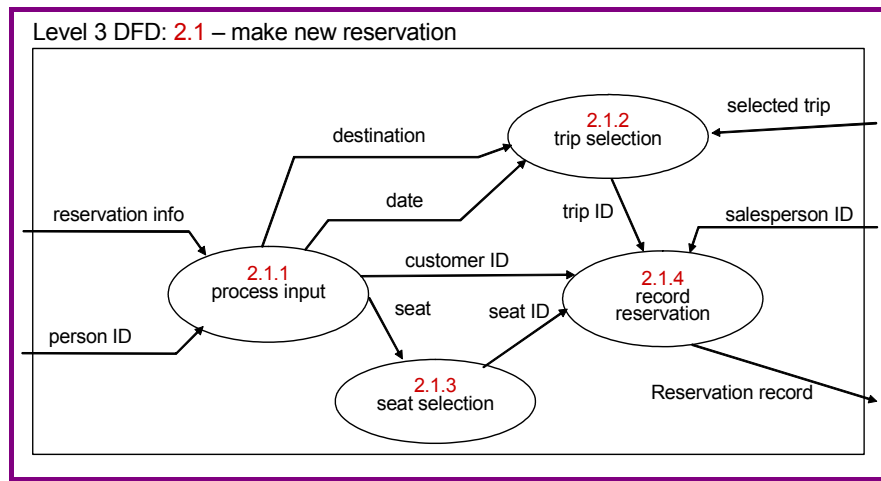 Level 3 DFD: 2.1 – make new reservation
selected trip
2.1.2
trip selection
destination
date
trip ID
reservation info
salesperson ID
customer ID
2.1.1
process input
2.1.4
record
reservation
seat
seat ID
person ID
2.1.3
seat selection
Reservation record